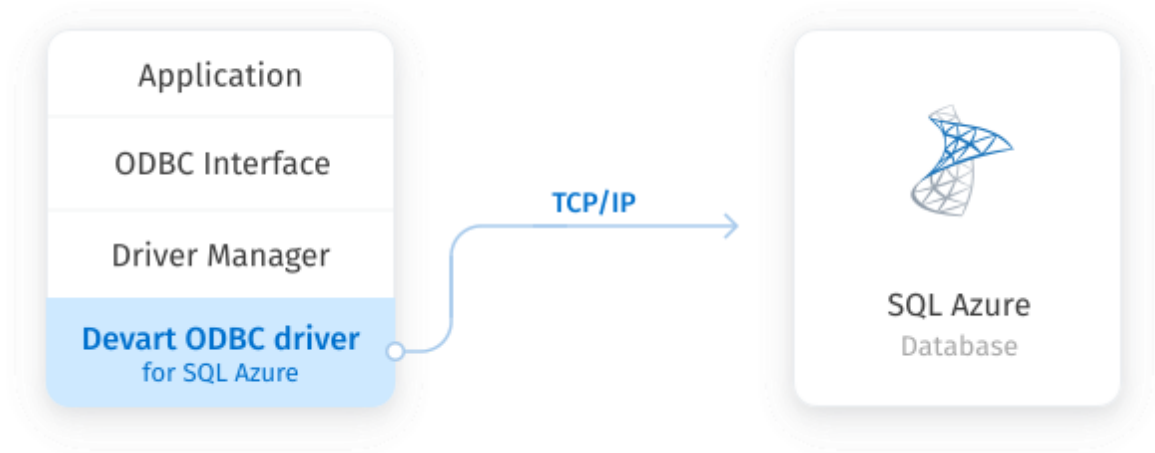 Application
ODBC Interface
Driver Manager
Devart ODBC driver
for SQL Azure
TCP/IP
SQL Azure
Database